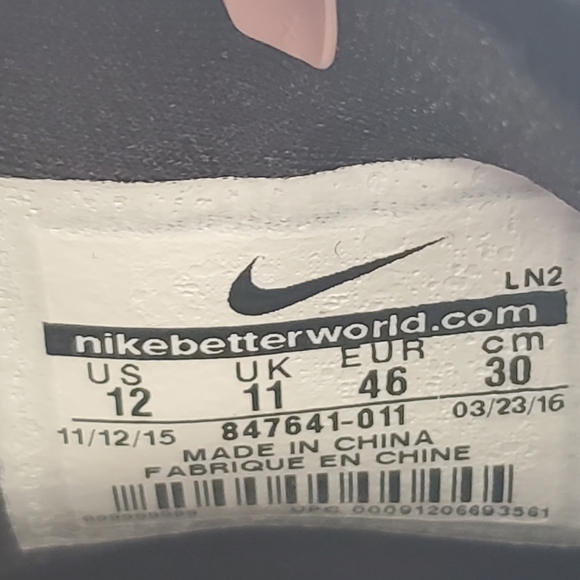 LN2
nikebetterworld.com
US UK EUR cm
12 11 46 30
11/12/15 847641-011 03/23/16
MADE IN CHINA
FABRIQUE EN CHINE
UPC 00091206693561